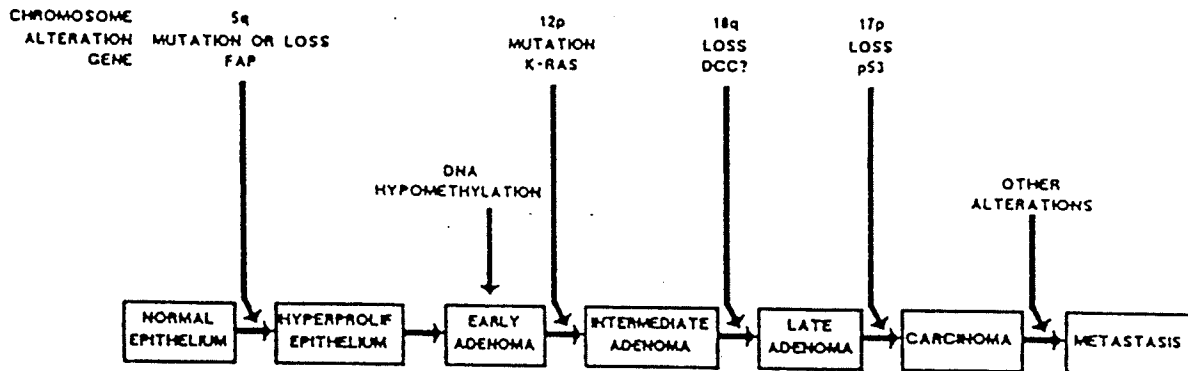 CHROMOSOME 5q 12p 18q 17p
ALTERATION MUTATION OR LOSS MUTATION LOSS LOSS
GENE FAP K-RAS DCC? p53
DNA
HYPOMETHYLATION
OTHER
ALTERATIONS
NORMAL
EPITHELIUM
HYPERPROLIF
EPITHELIUM
EARLY
ADENOMA
INTERMEDIATE
ADENOMA
LATE
ADENOMA
CARCINOMA
METASTASIS